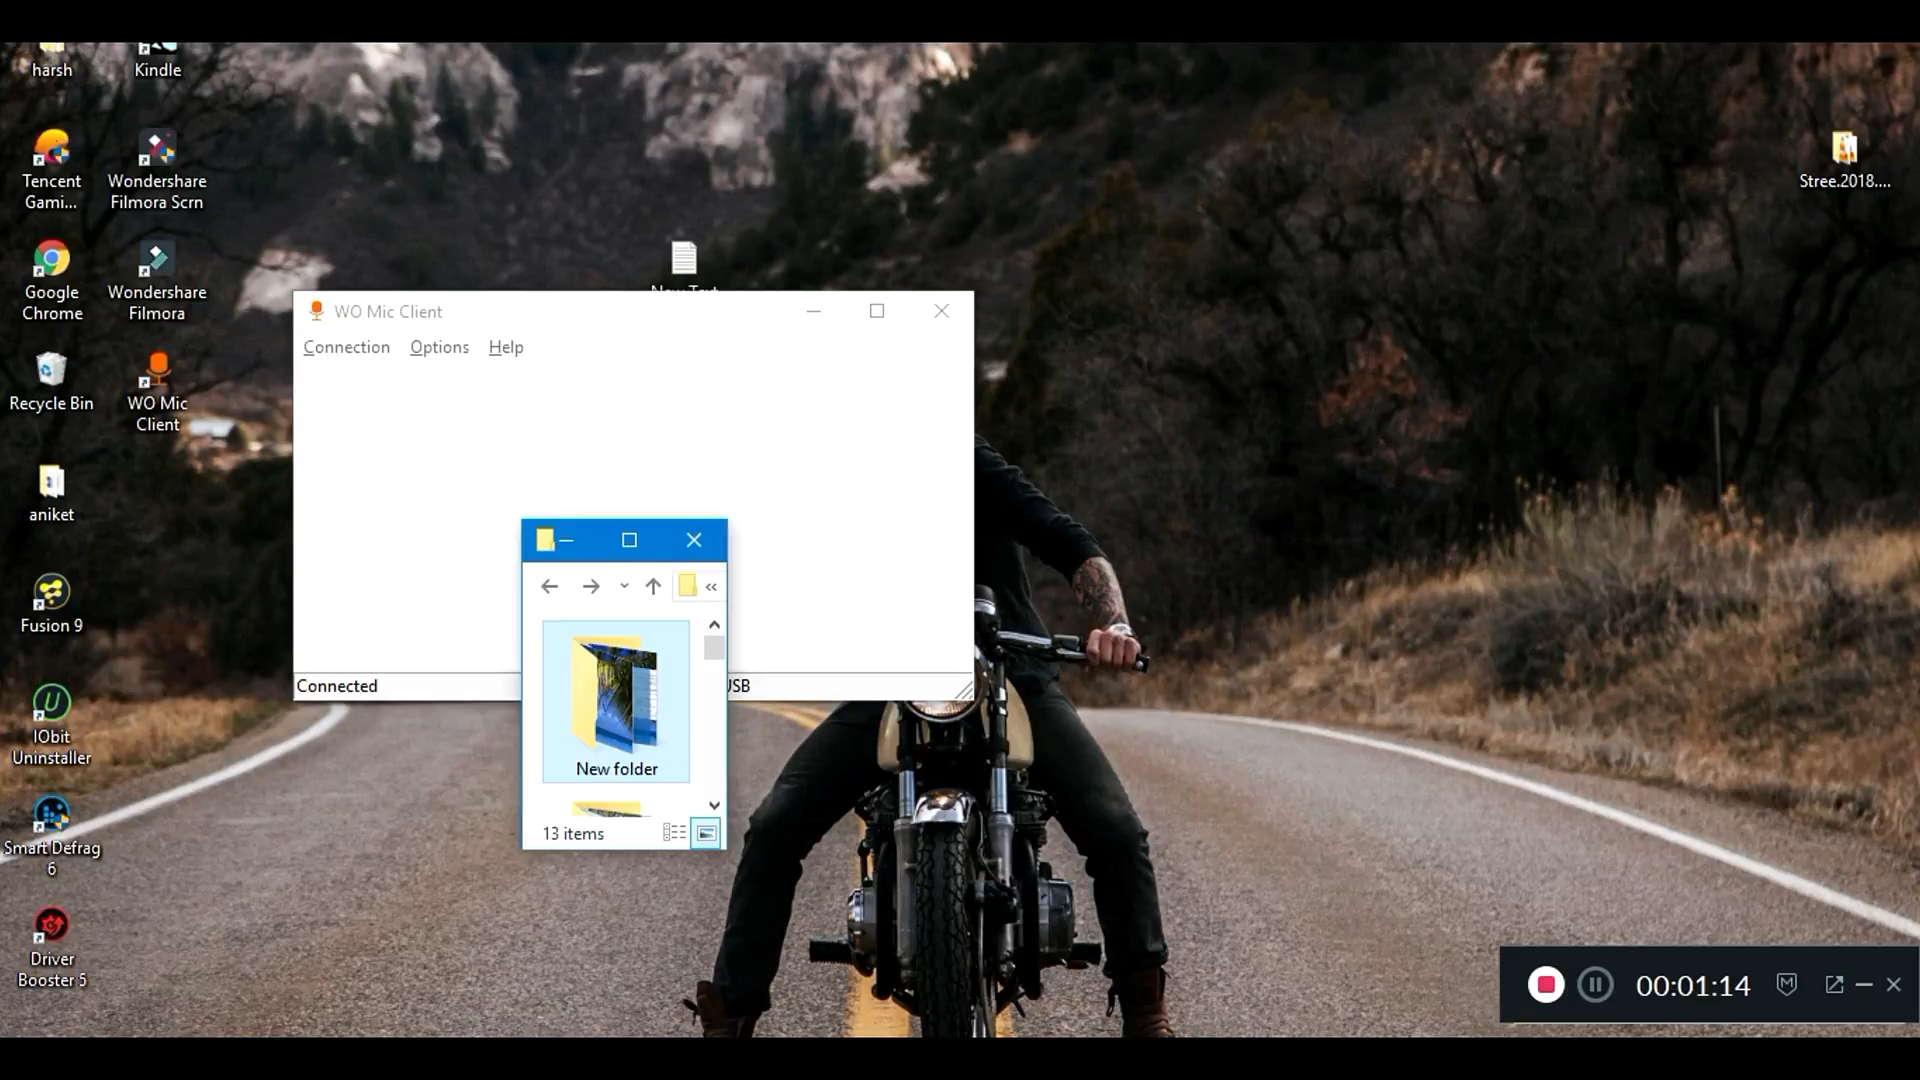 harsh
Kindle
Tencent
Gami...
Wondershare
Filmora Scrn
Stree.2018....
Google
Chrome
Wondershare
Filmora
WO Mic Client
Connection Options Help
Recycle Bin
WO Mic
Client
aniket
Fusion 9
Connected
USB
IObit
Uninstaller
New folder
13 items
Smart Defrag
6
Driver
Booster 5
00:01:14